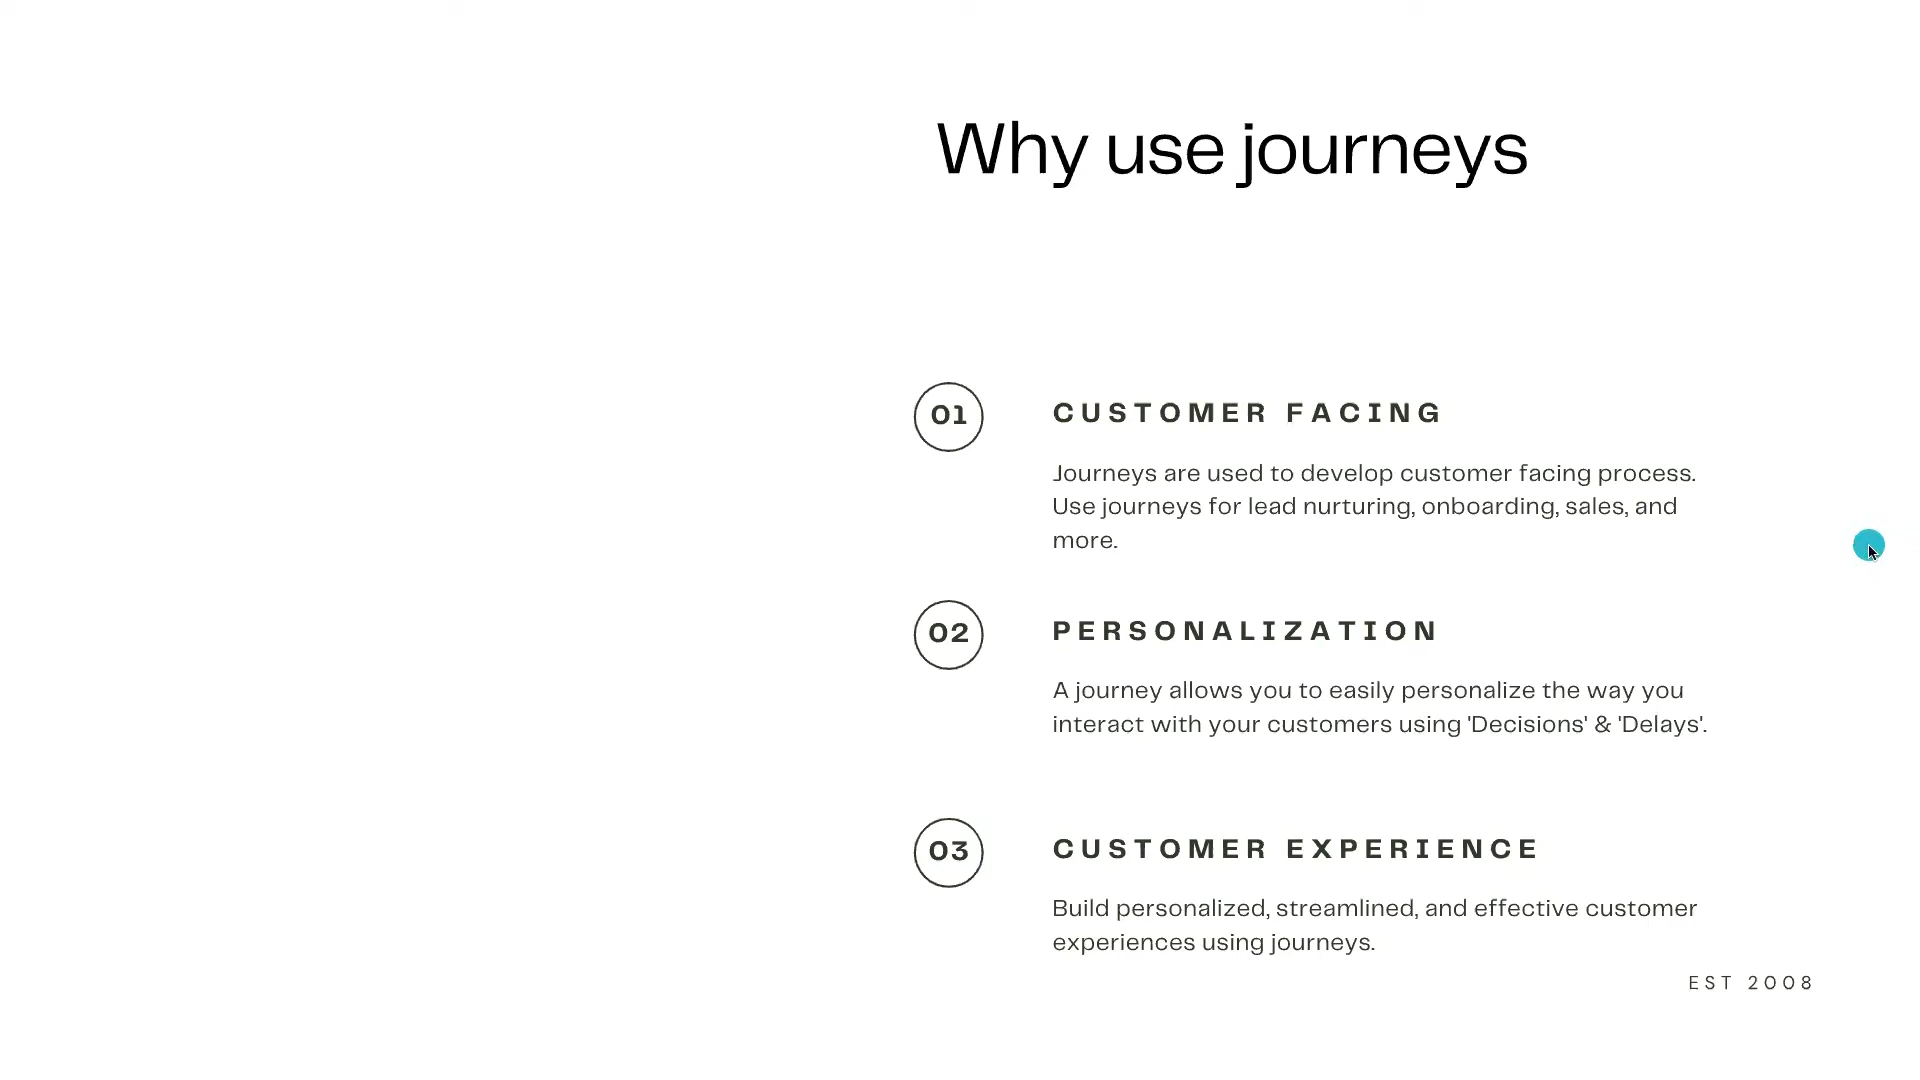 Why use journeys
01
CUSTOMER FACING
Journeys are used to develop customer facing process.
Use journeys for lead nurturing, onboarding, sales, and
more.
02
PERSONALIZATION
A journey allows you to easily personalize the way you
interact with your customers using 'Decisions' & 'Delays'.
03
CUSTOMER EXPERIENCE
Build personalized, streamlined, and effective customer
experiences using journeys.
EST 2008